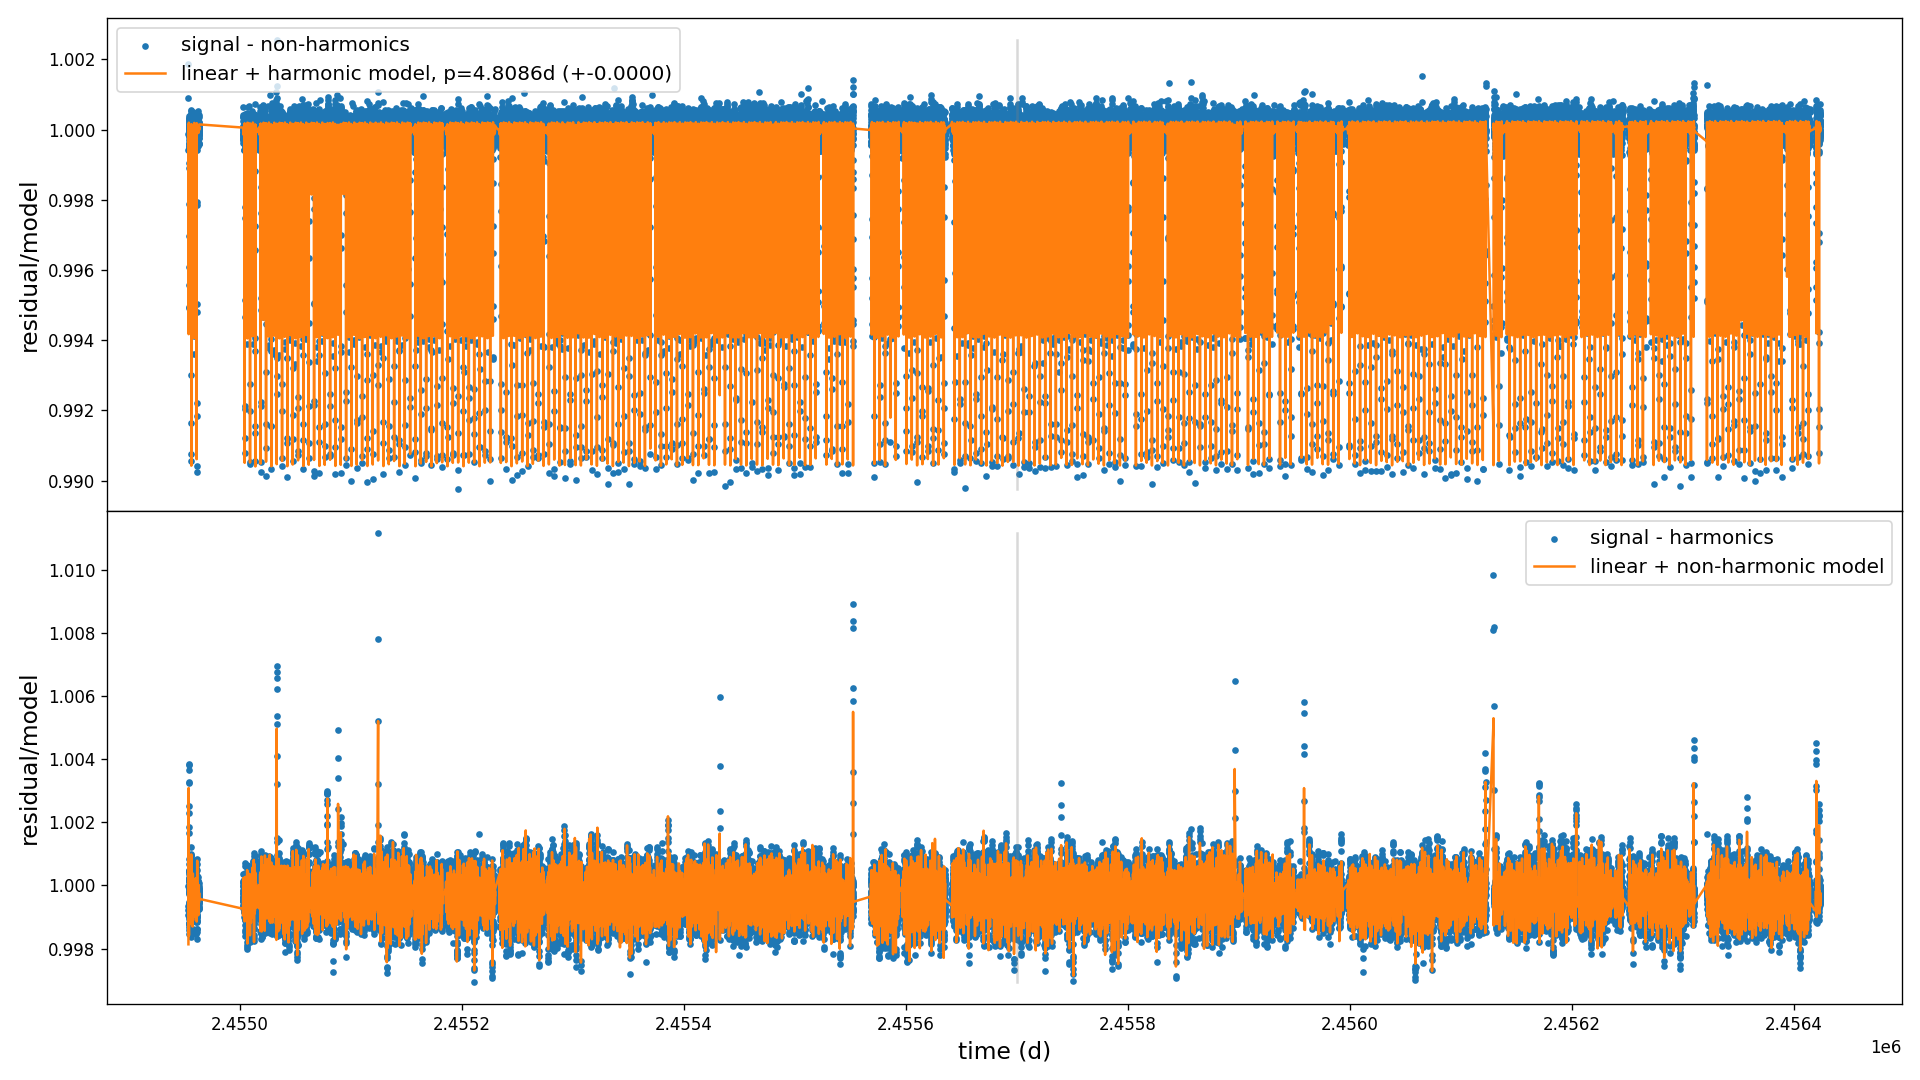 signal - non-harmonics
linear + harmonic model, p=4.8086d (+-0.0000)
1.002
1.000
0.998
0.996
0.994
0.992
0.990
residual/model
signal - harmonics
linear + non-harmonic model
1.010
1.008
1.006
1.004
1.002
1.000
0.998
residual/model
2.4550
2.4552
2.4554
2.4556
2.4558
2.4560
2.4562
2.4564
1e6
time (d)